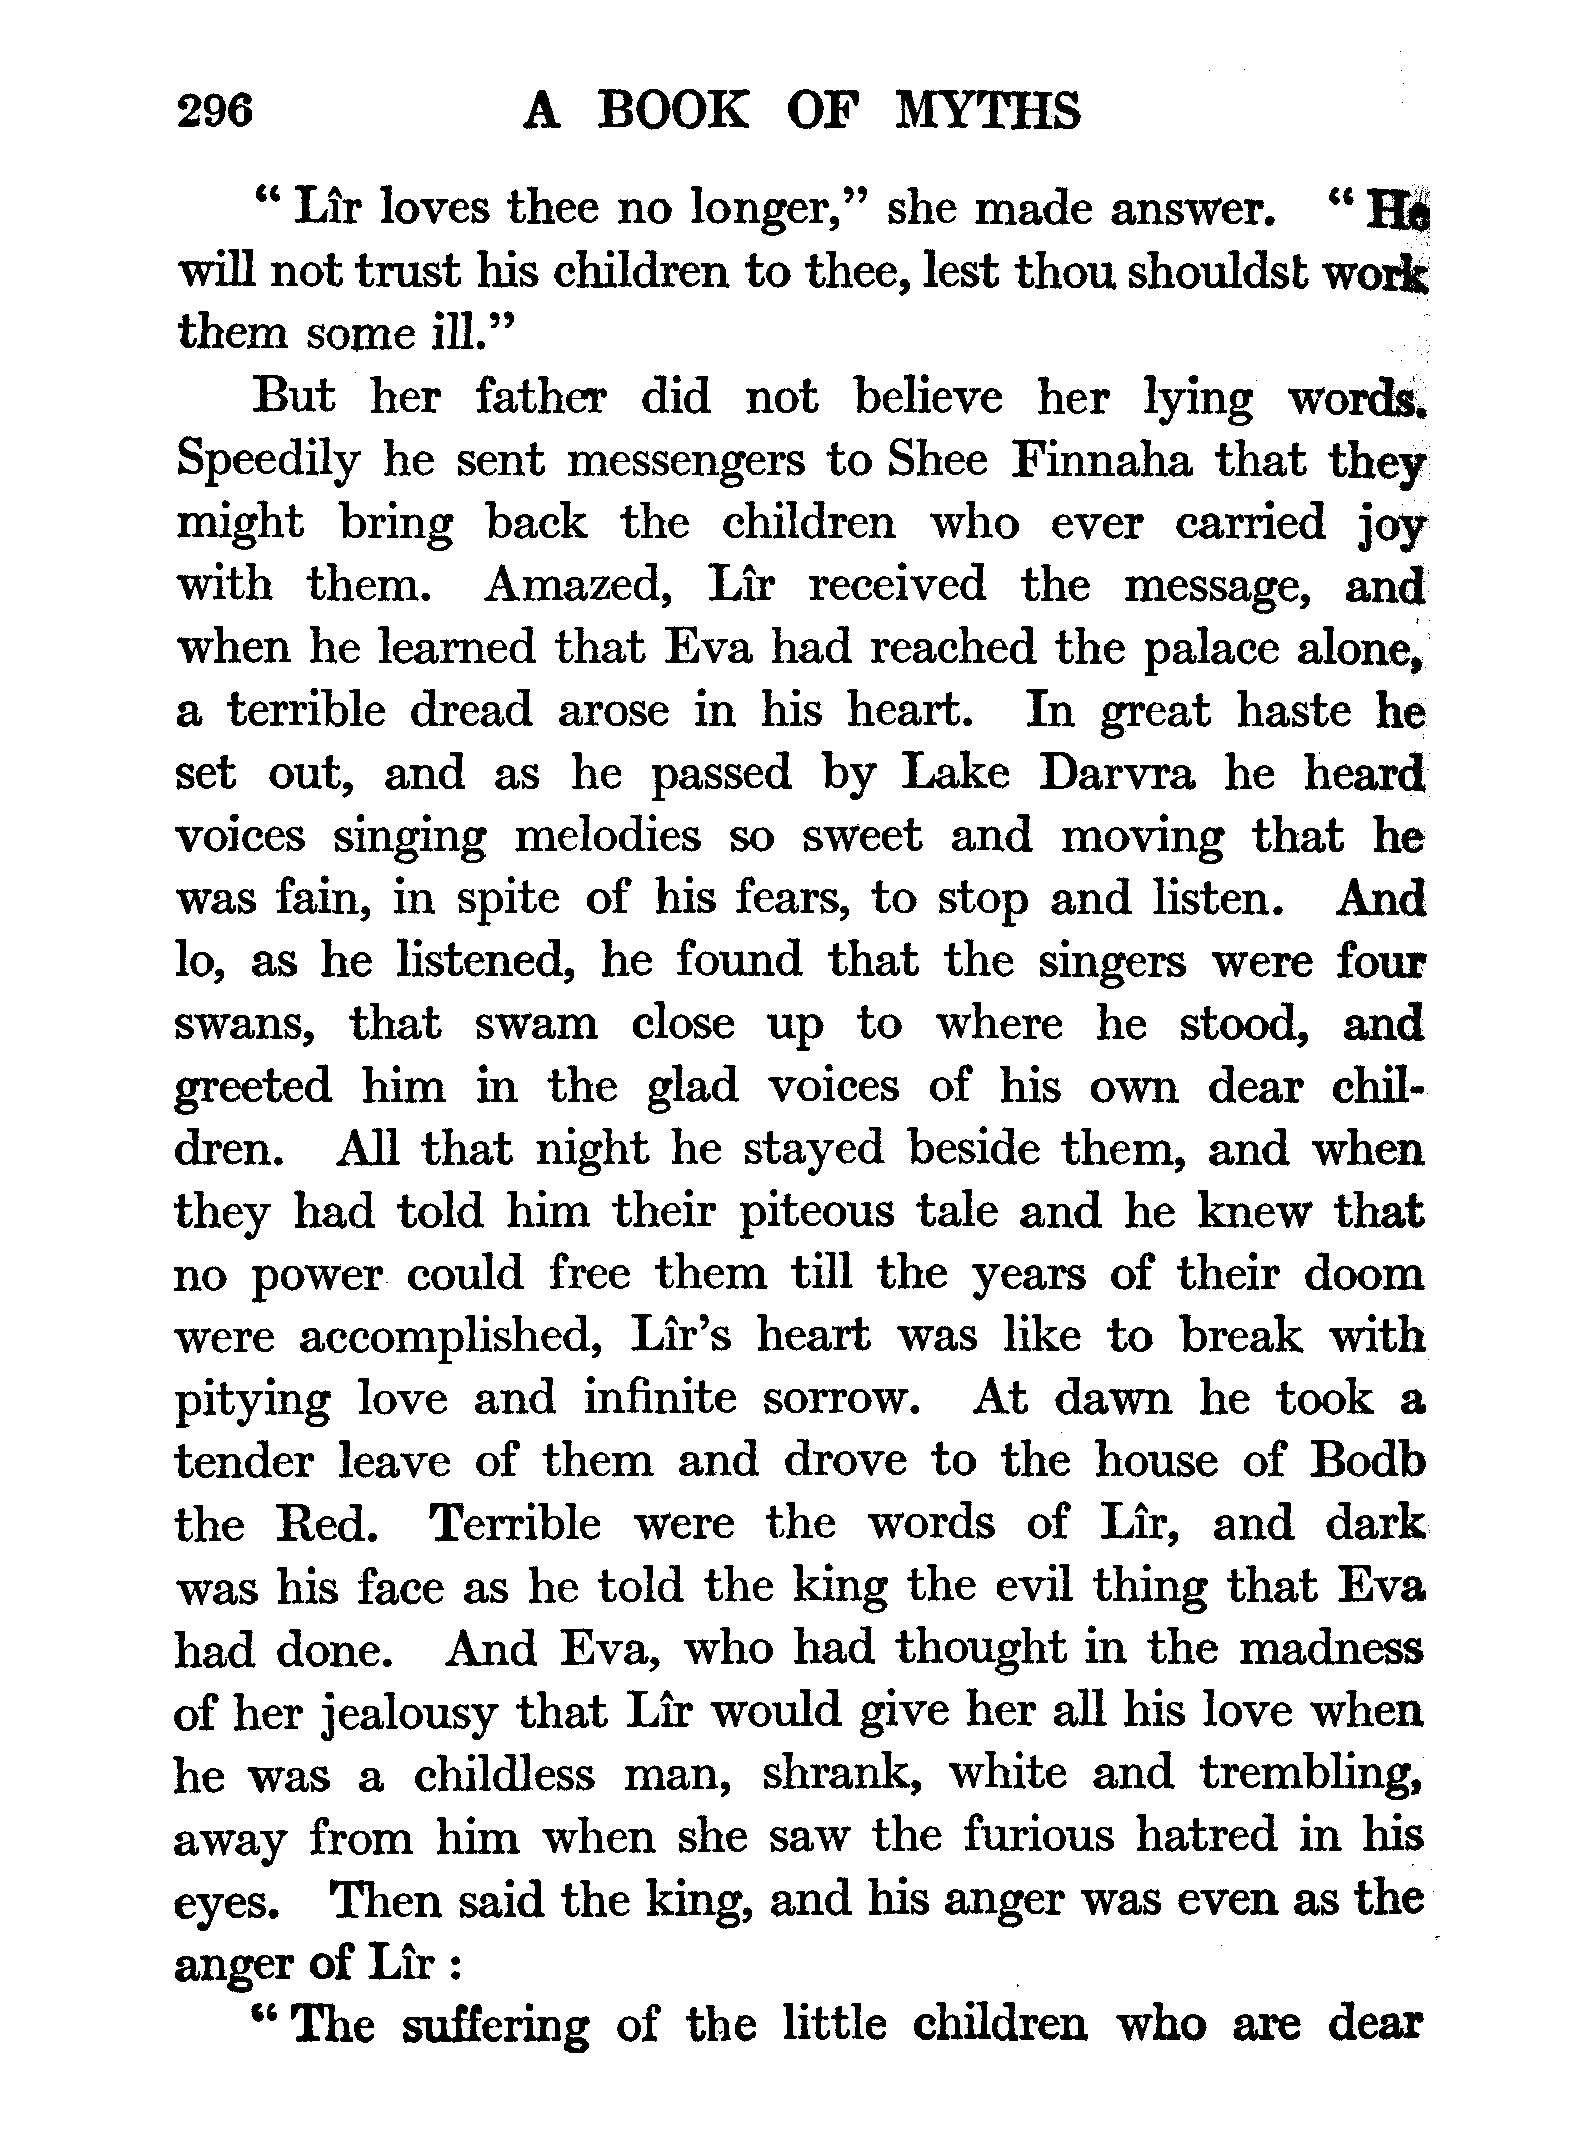 296 A BOOK OF MYTHS
“ Lîr loves thee no longer,” she made answer. “ He
will not trust his children to thee, lest thou shouldst work
them some ill.”
But her father did not believe her lying words.
Speedily he sent messengers to Shee Finnaha that they
might bring back the children who ever carried joy
with them. Amazed, Lîr received the message, and
when he learned that Eva had reached the palace alone,
a terrible dread arose in his heart. In great haste he
set out, and as he passed by Lake Darvra he heard
voices singing melodies so sweet and moving that he
was fain, in spite of his fears, to stop and listen. And
lo, as he listened, he found that the singers were four
swans, that swam close up to where he stood, and
greeted him in the glad voices of his own dear chil-
dren. All that night he stayed beside them, and when
they had told him their piteous tale and he knew that
no power could free them till the years of their doom
were accomplished, Lîr’s heart was like to break with
pitying love and infinite sorrow. At dawn he took a
tender leave of them and drove to the house of Bodb
the Red. Terrible were the words of Lîr, and dark
was his face as he told the king the evil thing that Eva
had done. And Eva, who had thought in the madness
of her jealousy that Lîr would give her all his love when
he was a childless man, shrank, white and trembling,
away from him when she saw the furious hatred in his
eyes. Then said the king, and his anger was even as the
anger of Lîr :
“ The suffering of the little children who are dear